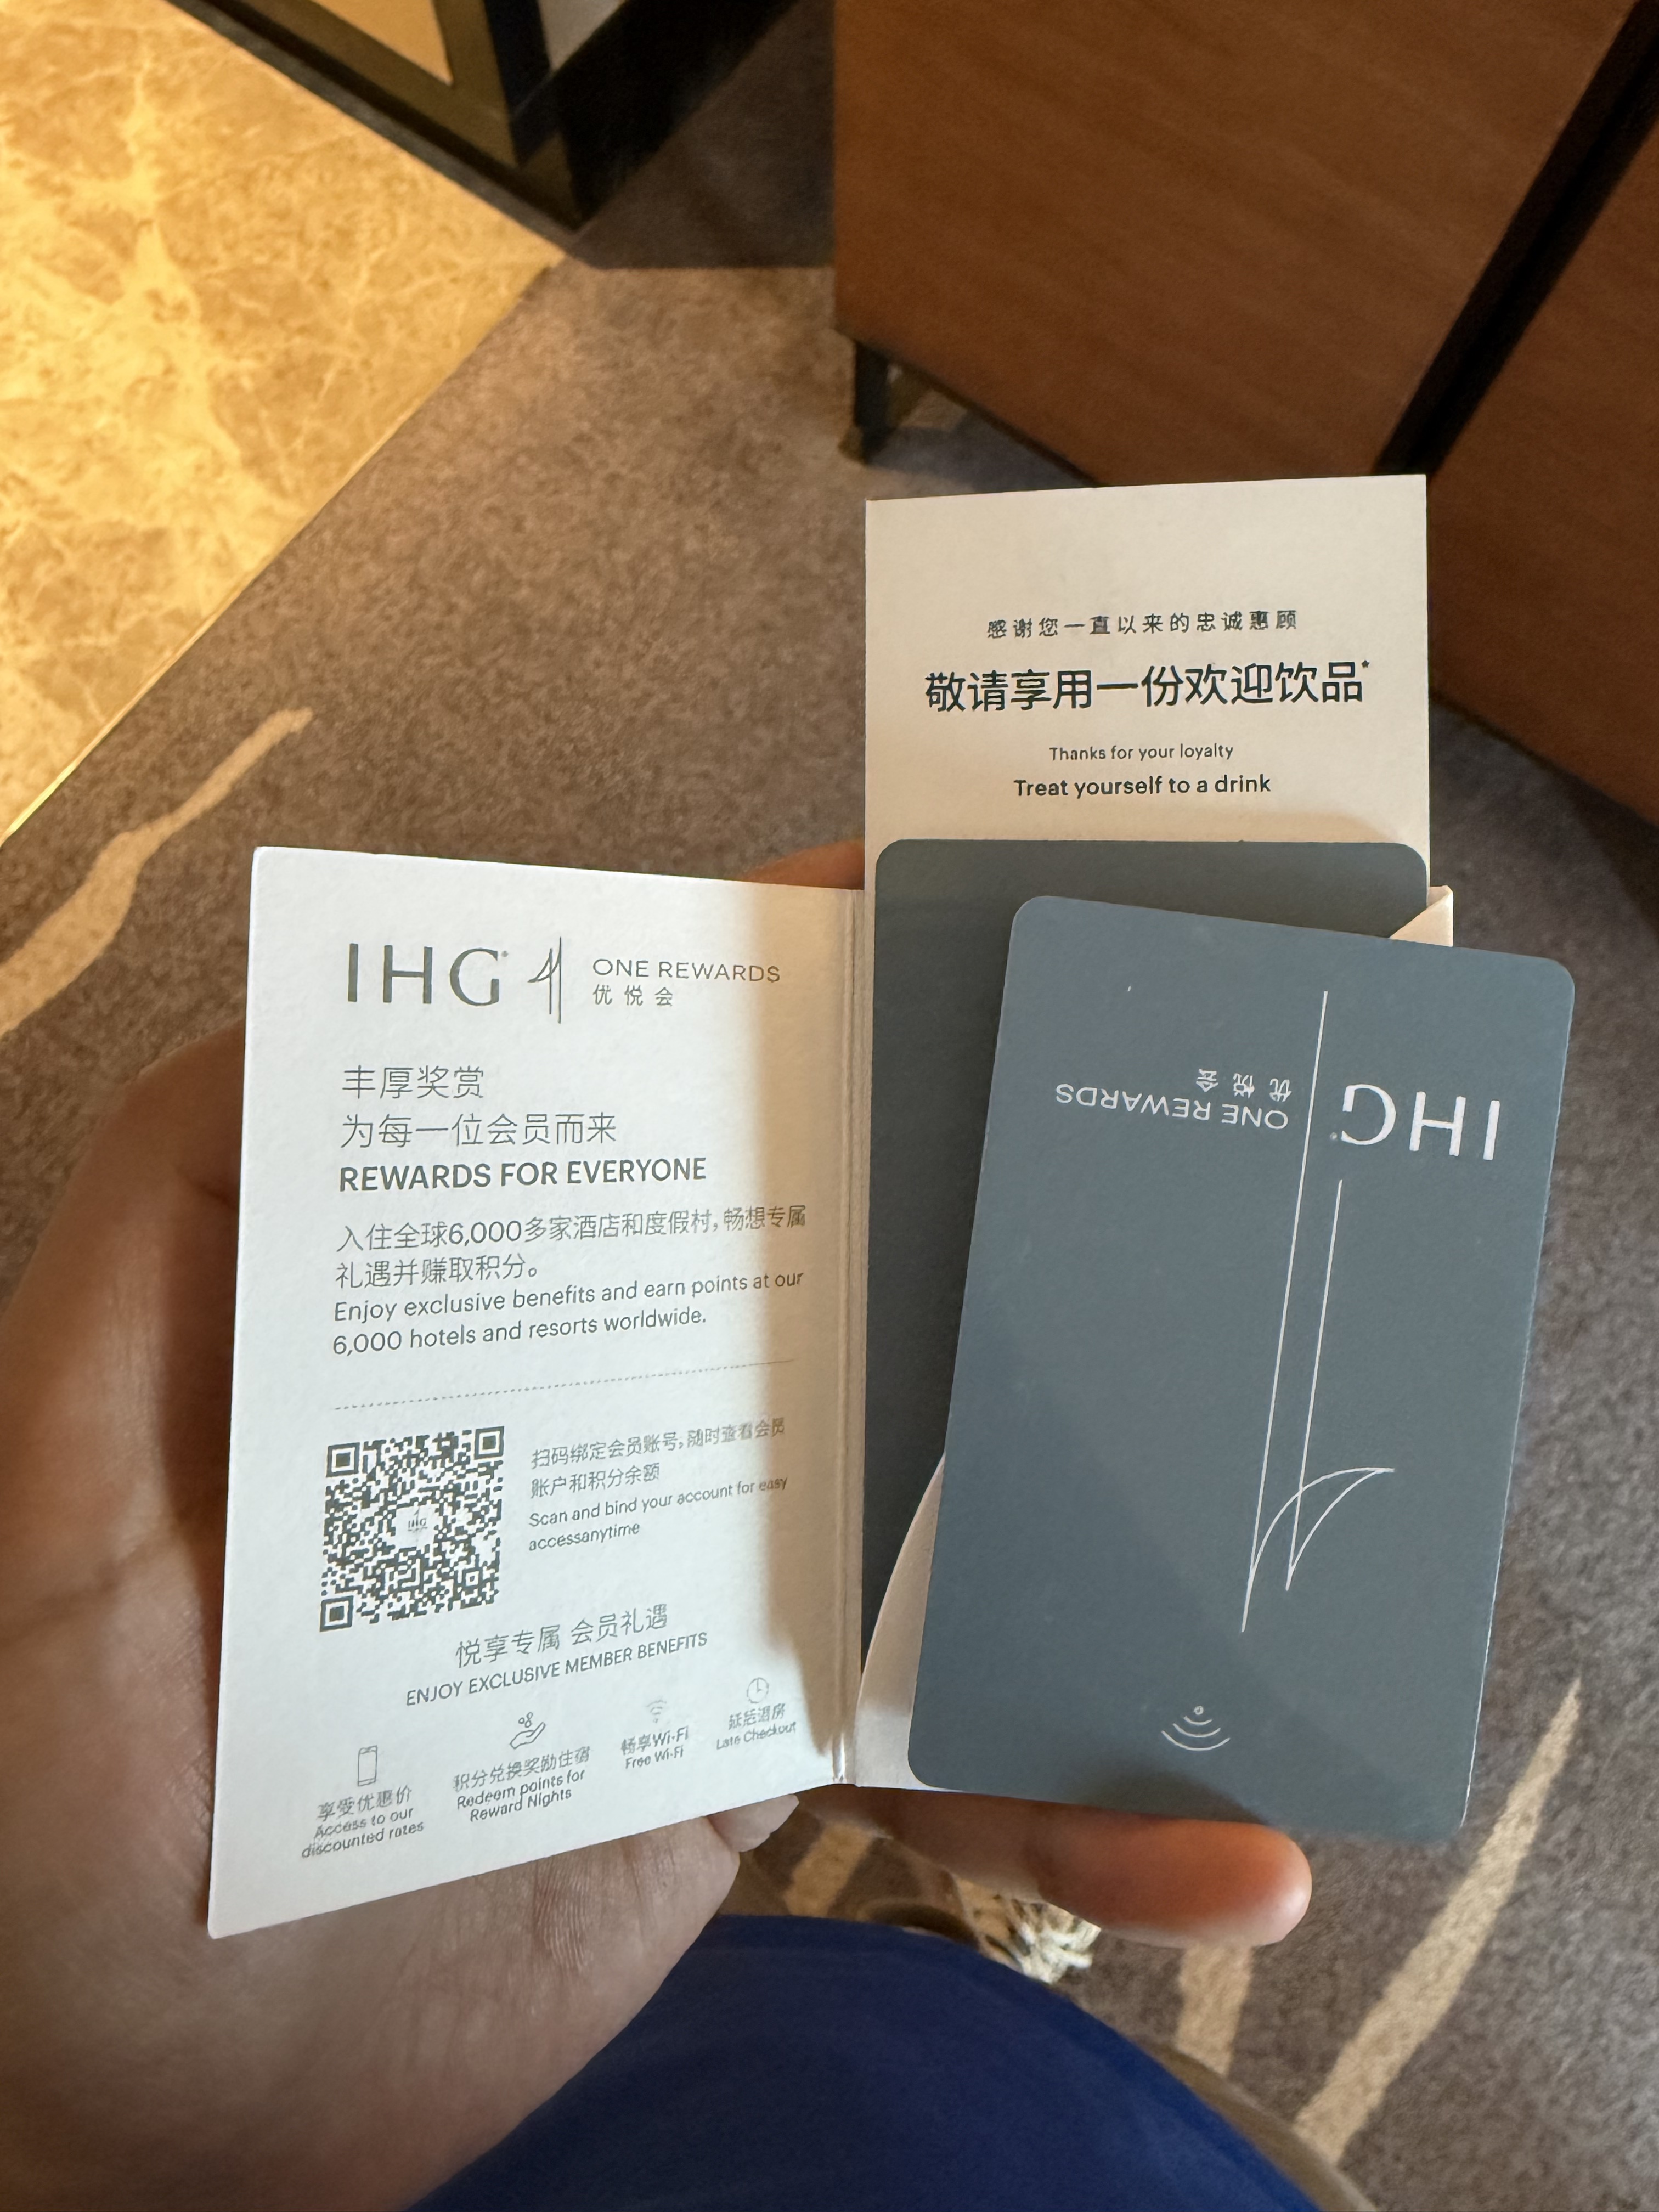 感谢您一直以来的忠诚惠顾
敬请享用一份欢迎饮品*
Thanks for your loyalty
Treat yourself to a drink
IHG®
ONE REWARDS
优悦会
丰厚奖赏
为每一位会员而来
REWARDS FOR EVERYONE
入住全球6,000多家酒店和度假村,畅想专属
礼遇并赚取积分。
Enjoy exclusive benefits and earn points at our
6,000 hotels and resorts worldwide.
扫码绑定会员账号,随时查看会员
账户和积分余额
Scan and bind your account for easy
accessanytime
悦享专属 会员礼遇
ENJOY EXCLUSIVE MEMBER BENEFITS
享受优惠价
Access to our
discounted rates
积分兑换奖励住宿
Redeem points for
Reward Nights
畅享Wi-Fi
Free Wi-Fi
延迟退房
Late Checkout
IHG®
ONE REWARDS
优悦会